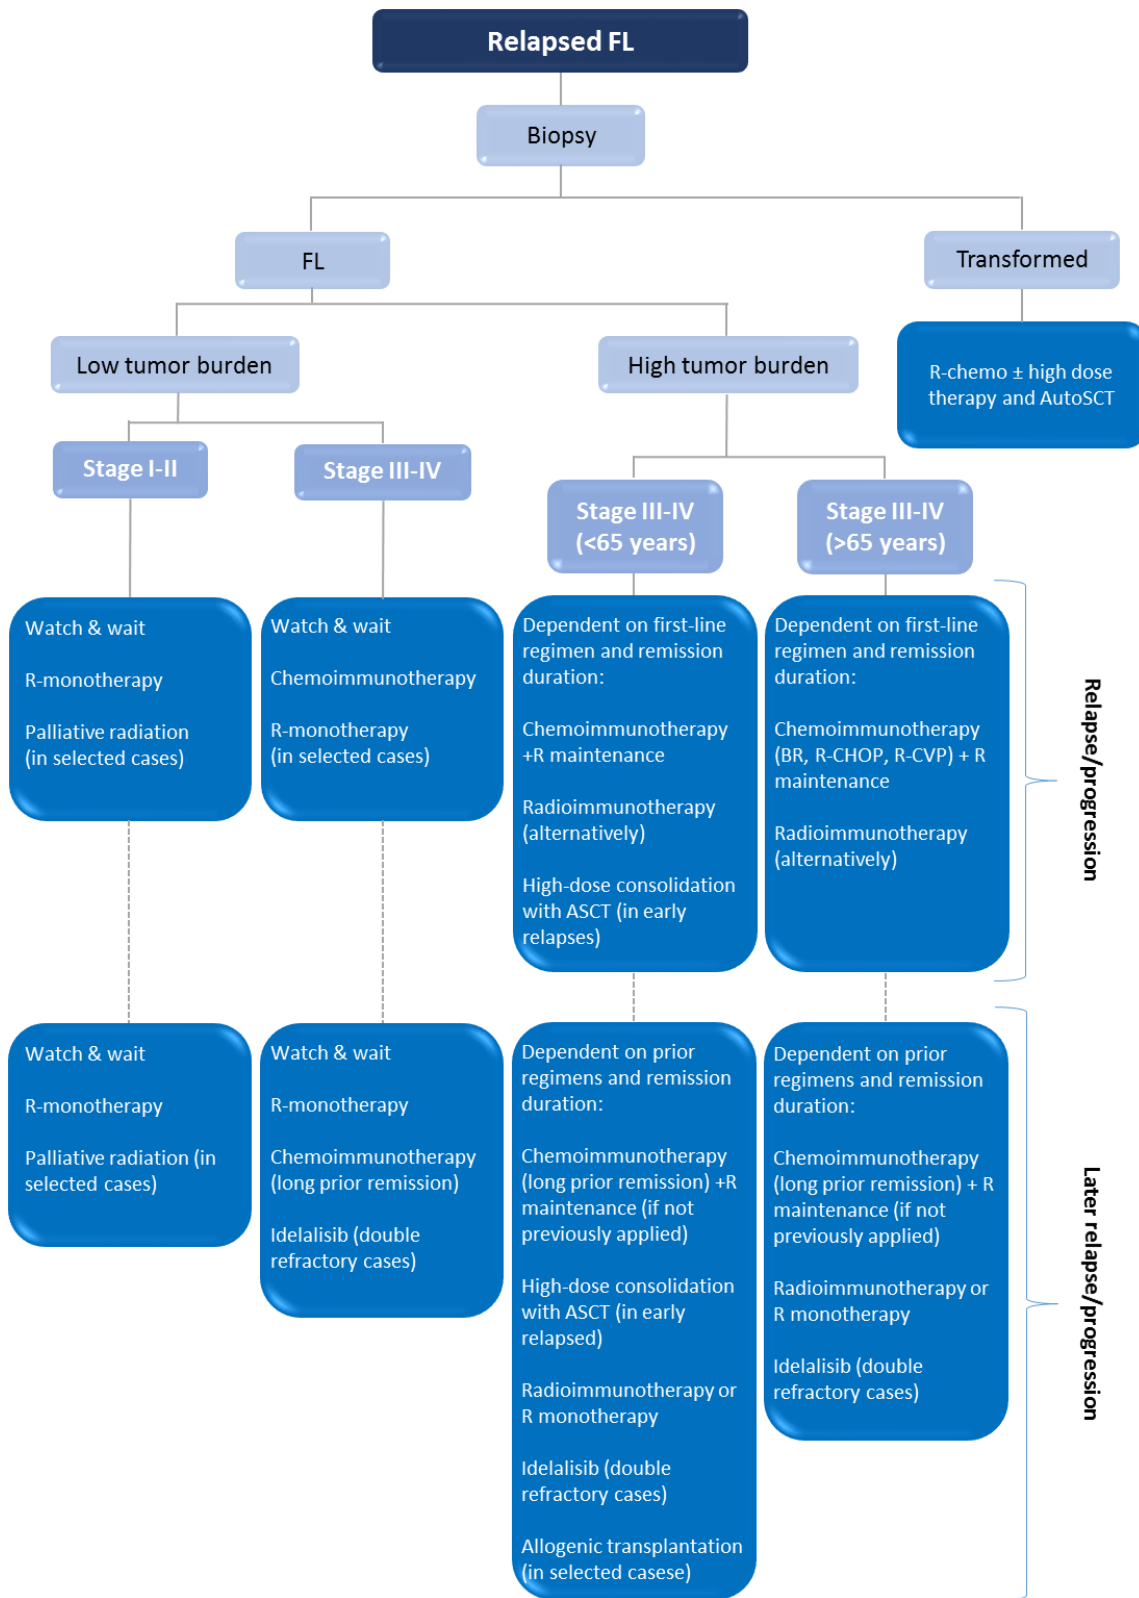 Relapsed FL
Biopsy
FL
Transformed
Low tumor burden
High tumor burden
R-chemo ± high dose
therapy and AutoSCT
Stage I-II
Stage III-IV
Stage III-IV
(<65 years)
Stage III-IV
(>65 years)
Watch & wait
R-monotherapy
Palliative radiation
(in selected cases)
Watch & wait
Chemoimmunotherapy
R-monotherapy
(in selected cases)
Dependent on first-line
regimen and remission
duration:
Chemoimmunotherapy
+R maintenance
Radioimmunotherapy
(alternatively)
High-dose consolidation
with ASCT (in early
relapses)
Dependent on first-line
regimen and remission
duration:
Chemoimmunotherapy
(BR, R-CHOP, R-CVP) + R
maintenance
Radioimmunotherapy
(alternatively)
Relapse/progression
Watch & wait
R-monotherapy
Palliative radiation (in
selected cases)
Watch & wait
R-monotherapy
Chemoimmunotherapy
(long prior remission)
Idelalisib (double
refractory cases)
Dependent on prior
regimens and remission
duration:
Chemoimmunotherapy
(long prior remission) +R
maintenance (if not
previously applied)
High-dose consolidation
with ASCT (in early
relapsed)
Radioimmunotherapy or
R monotherapy
Idelalisib (double
refractory cases)
Allogenic transplantation
(in selected casese)
Dependent on prior
regimens and remission
duration:
Chemoimmunotherapy
(long prior remission) + R
maintenance (if not
previously applied)
Radioimmunotherapy or
R monotherapy
Idelalisib (double
refractory cases)
Later relapse/progression